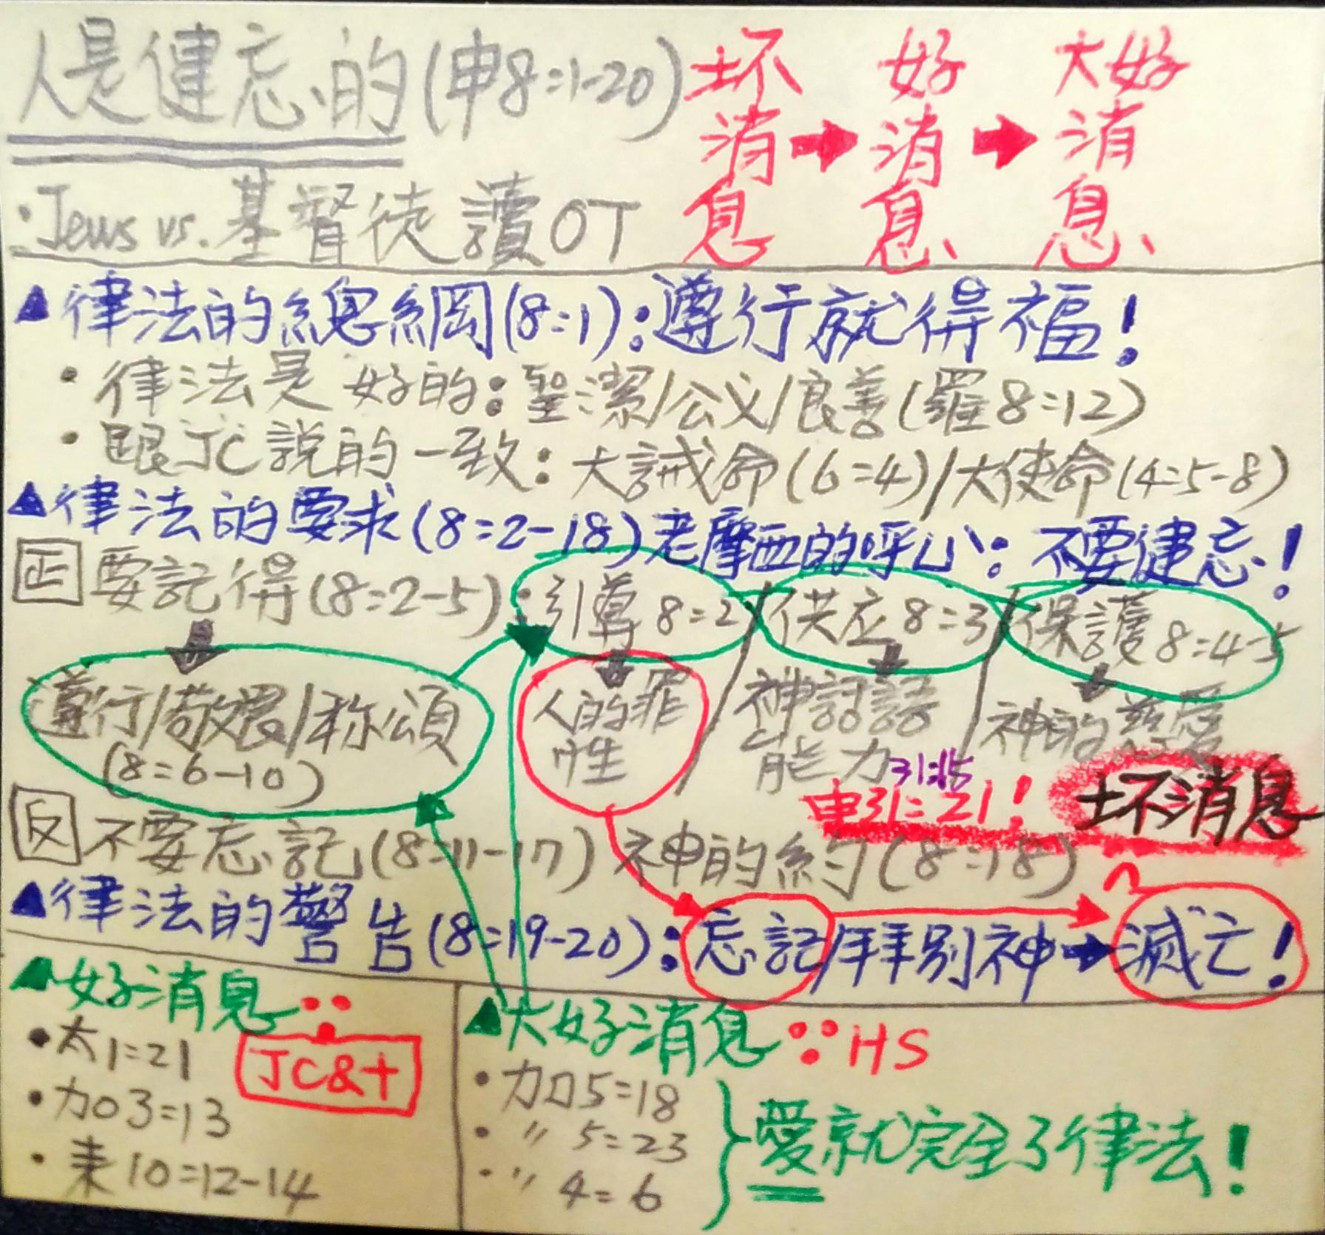 人是健忘的(申8:1-20)
坏消息➡好消息➡大好消息
·Jews vs.基督徒讀OT
▲律法的總綱(8:1):遵行就得福!
·律法是好的:聖潔/公义/良善(羅8:12)
·跟JC説的一致:大誡命(6:4)/大使命(4:5-8)
▲律法的要求(8:2-18)老摩西的呼心:不要健忘!
正 要記得(8:2-5):引導8:2/供应8:3/保護8:4-5
遵行/敬畏/称頌
(8:6-10)
人的罪性
神話語能力
神的慈爱
31:15
申31:21!
坏消息
反 不要忘記(8:11-17)神的約(8:18)
▲律法的警告(8:19-20):忘記/拜别神➡滅亡!
▲好消息∵
JC&十
·太1:21
·加3:13
·来10:12-14
▲大好消息∵HS
·加5:18
·〃5:23
·〃4:6
愛就完全了律法!